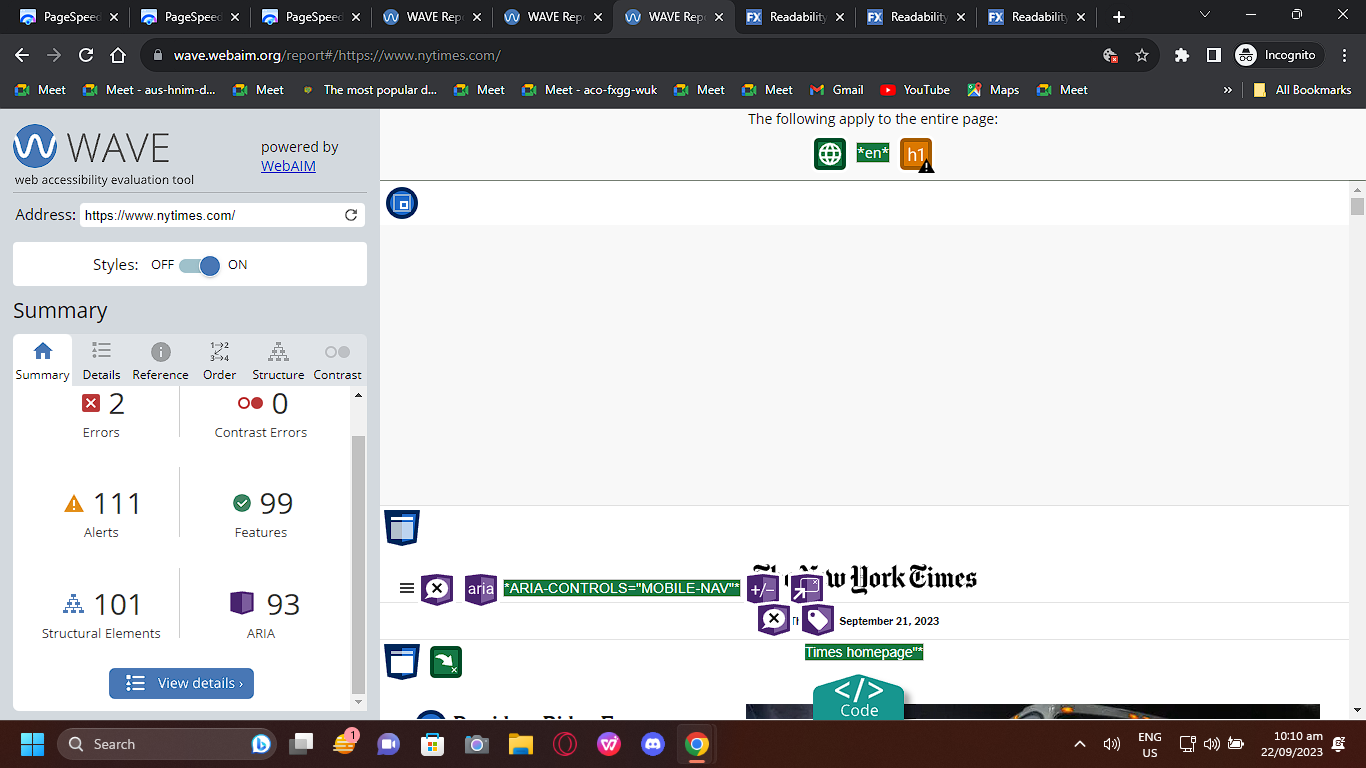 PageSpeed
PageSpeed
PageSpeed
WAVE Rep
WAVE Rep
WAVE Rep
Readability
Readability
Readability
wave.webaim.org/report#/https://www.nytimes.com/
Incognito
Meet
Meet - aus-hnim-d...
Meet
The most popular d...
Meet
Meet - aco-fxgg-wuk
Meet
Meet
Gmail
YouTube
Maps
Meet
»
All Bookmarks
WAVE
web accessibility evaluation tool
powered by
WebAIM
Address: https://www.nytimes.com/
Styles: OFF ON
Summary
Summary
Details
Reference
1→2
3→4
Order
Structure
Contrast
2
Errors
0
Contrast Errors
111
Alerts
99
Features
101
Structural Elements
93
ARIA
View details ›
The following apply to the entire page:
*en*
h1
aria
*ARIA-CONTROLS="MOBILE-NAV"*
+/−
New York Times
September 21, 2023
Times homepage"*
</>
Code
Search
1
ENG
US
10:10 am
22/09/2023